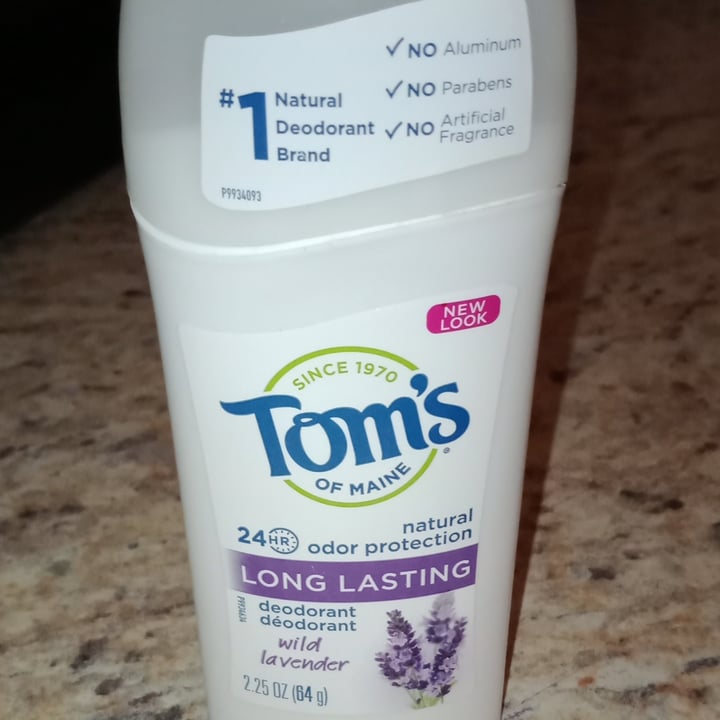 #1 Natural
Deodorant
Brand
✓ NO Aluminum
✓ NO Parabens
✓ NO Artificial
Fragrance
P9934093
NEW
LOOK
SINCE 1970
Tom's
OF MAINE®
24 HR natural
odor protection
LONG LASTING
deodorant
déodorant
wild
lavender
2.25 OZ (64 g)